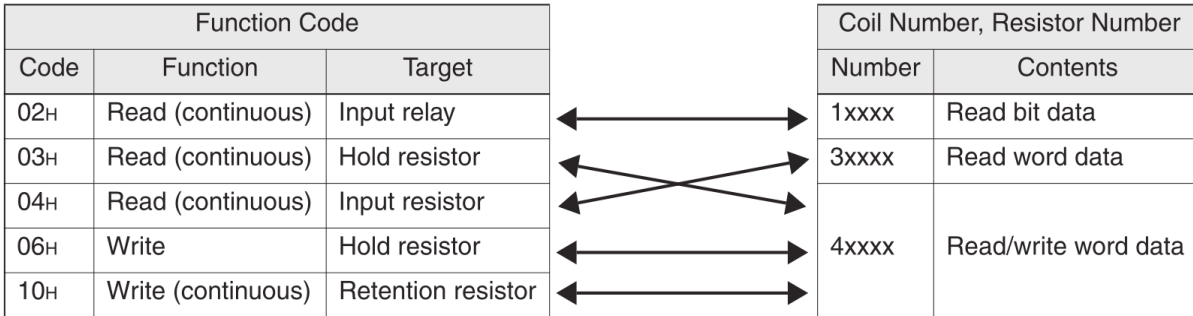 Function Code
Coil Number, Resistor Number
Code Function Target
Number Contents
02H Read (continuous) Input relay
1xxxx Read bit data
03H Read (continuous) Hold resistor
3xxxx Read word data
04H Read (continuous) Input resistor
06H Write Hold resistor
4xxxx Read/write word data
10H Write (continuous) Retention resistor